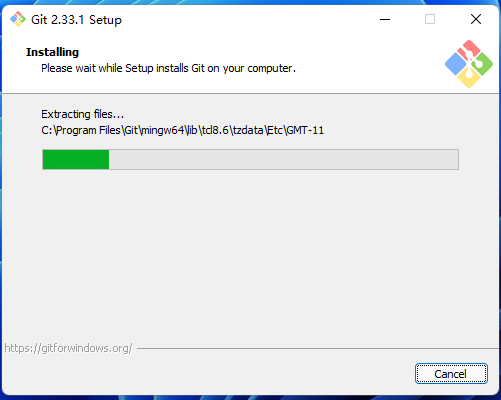 Git 2.33.1 Setup
Installing
Please wait while Setup installs Git on your computer.
Extracting files...
C:\Program Files\Git\mingw64\lib\tcl8.6\tzdata\Etc\GMT-11
https://gitforwindows.org/
Cancel